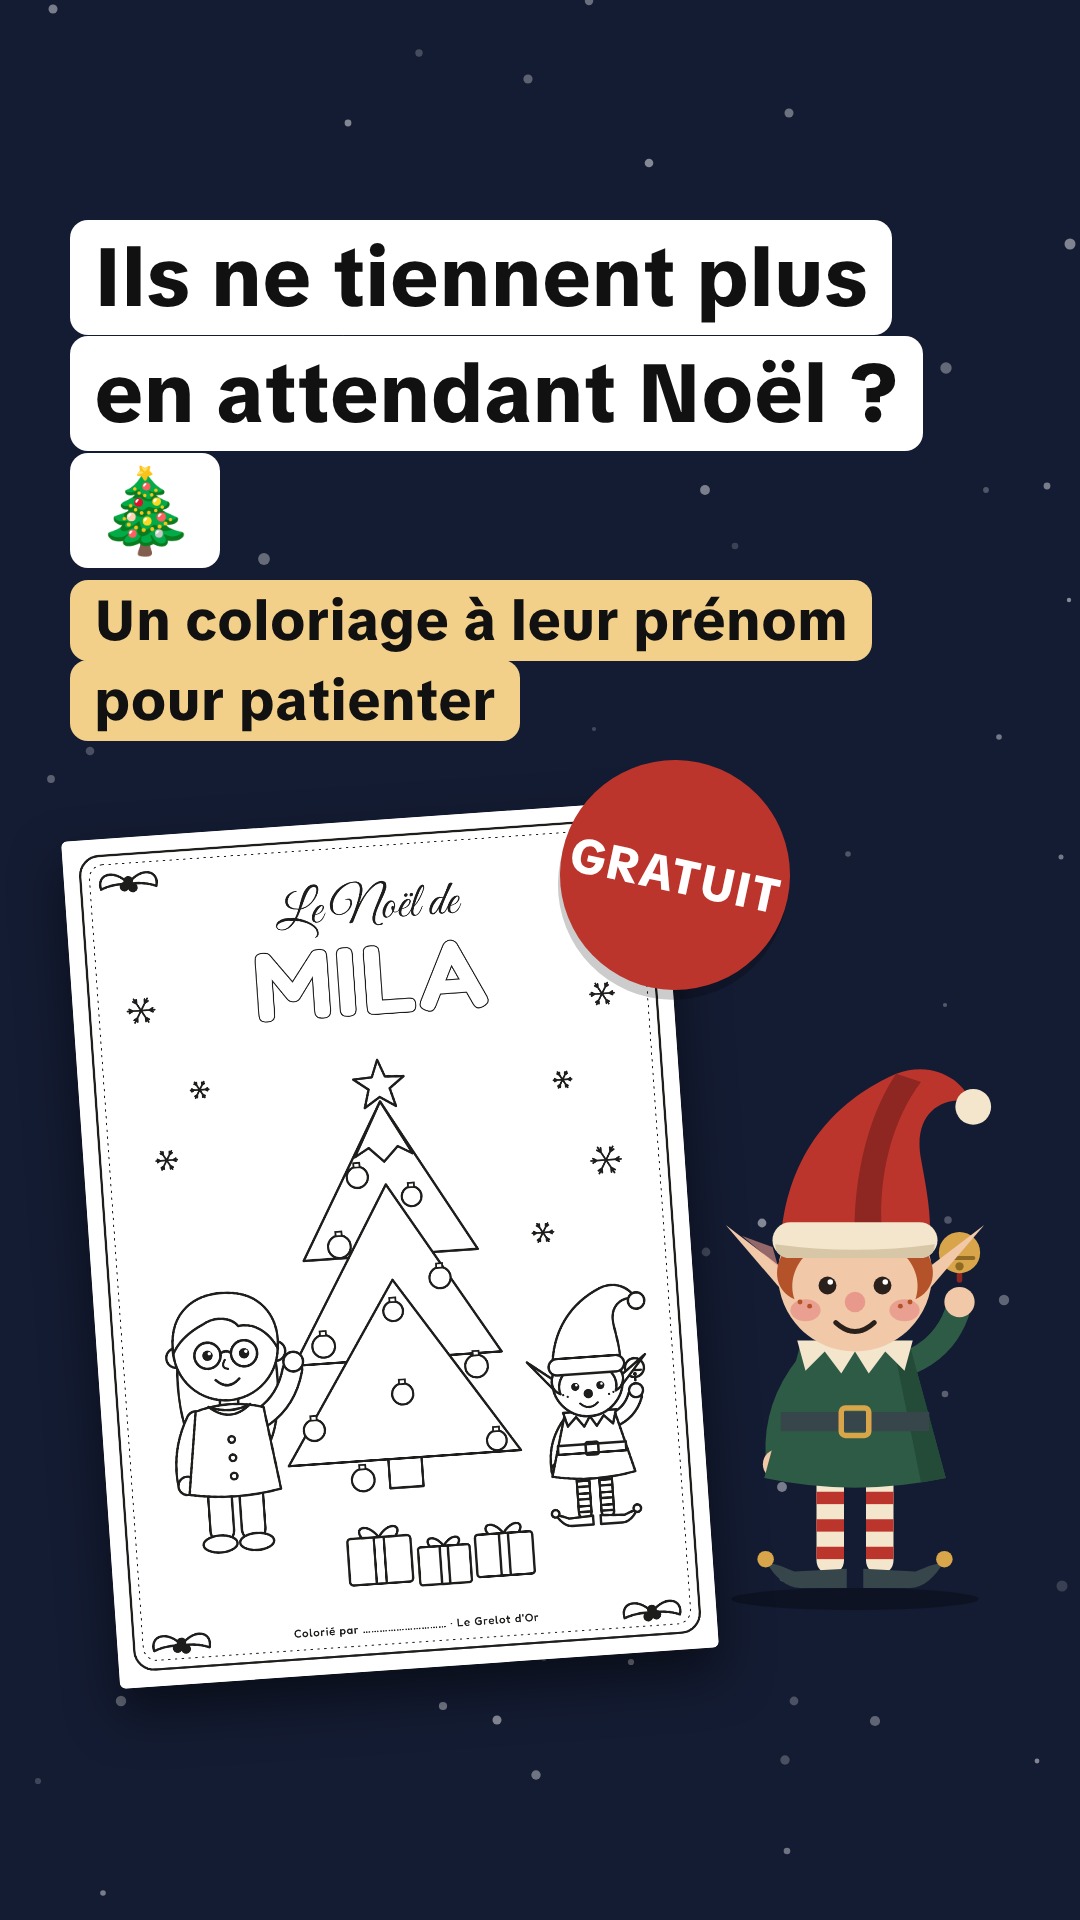 Ils ne tiennent plus
en attendant Noël ?
🎄
Un coloriage à leur prénom
pour patienter
GRATUIT
Le Noël de
MILA
Colorié par .............................. · Le Grelot d'Or